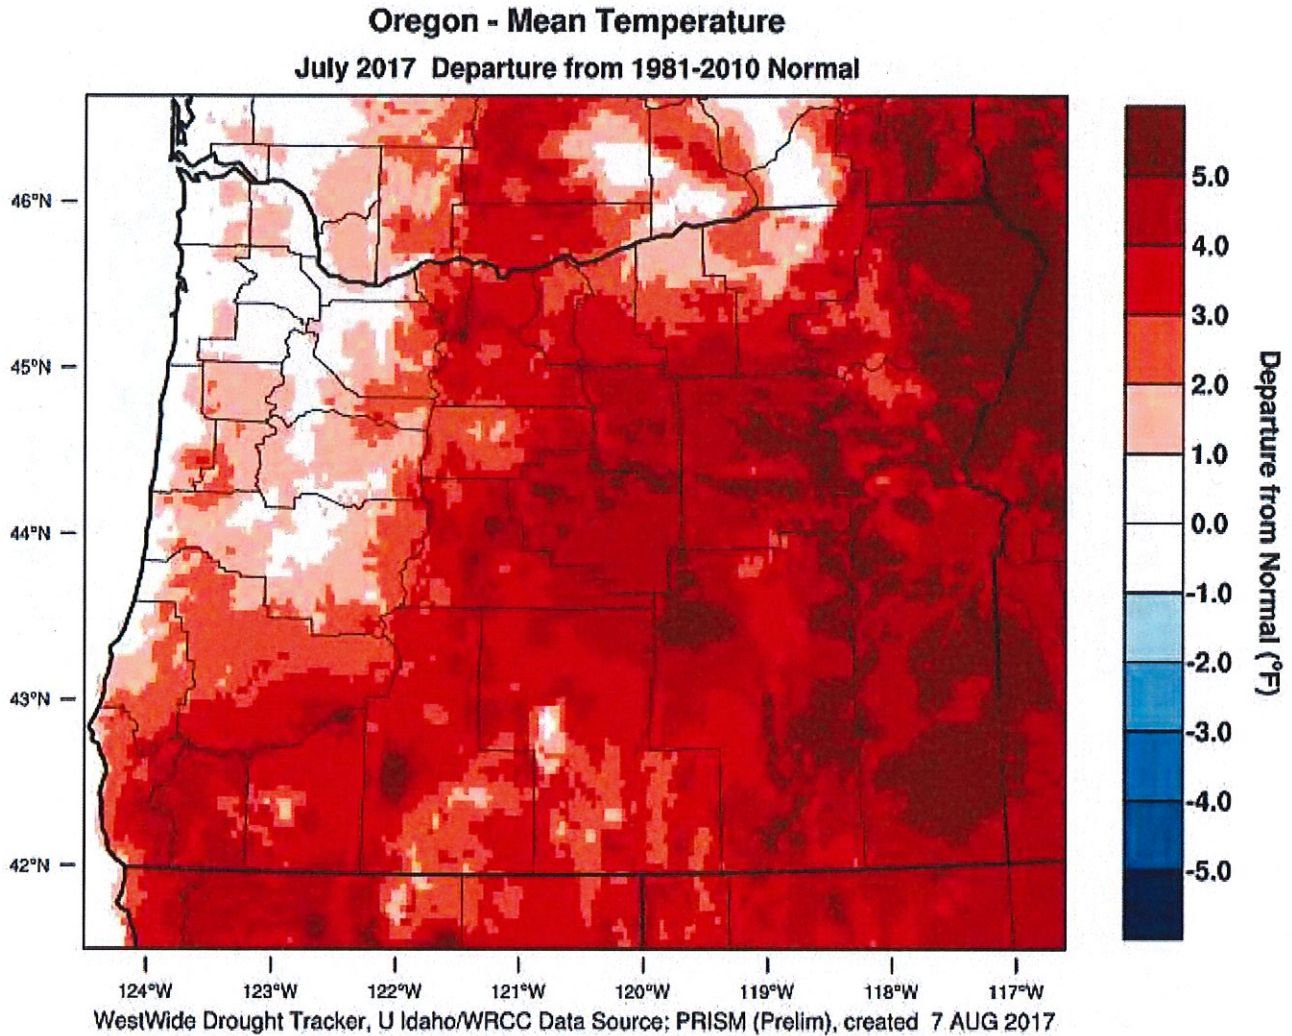 Oregon - Mean Temperature
July 2017 Departure from 1981-2010 Normal
46°N
45°N
44°N
43°N
42°N
124°W 123°W 122°W 121°W 120°W 119°W 118°W 117°W
5.0
4.0
3.0
2.0
1.0
0.0
-1.0
-2.0
-3.0
-4.0
-5.0
Departure from Normal (°F)
WestWide Drought Tracker, U Idaho/WRCC Data Source; PRISM (Prelim), created 7 AUG 2017